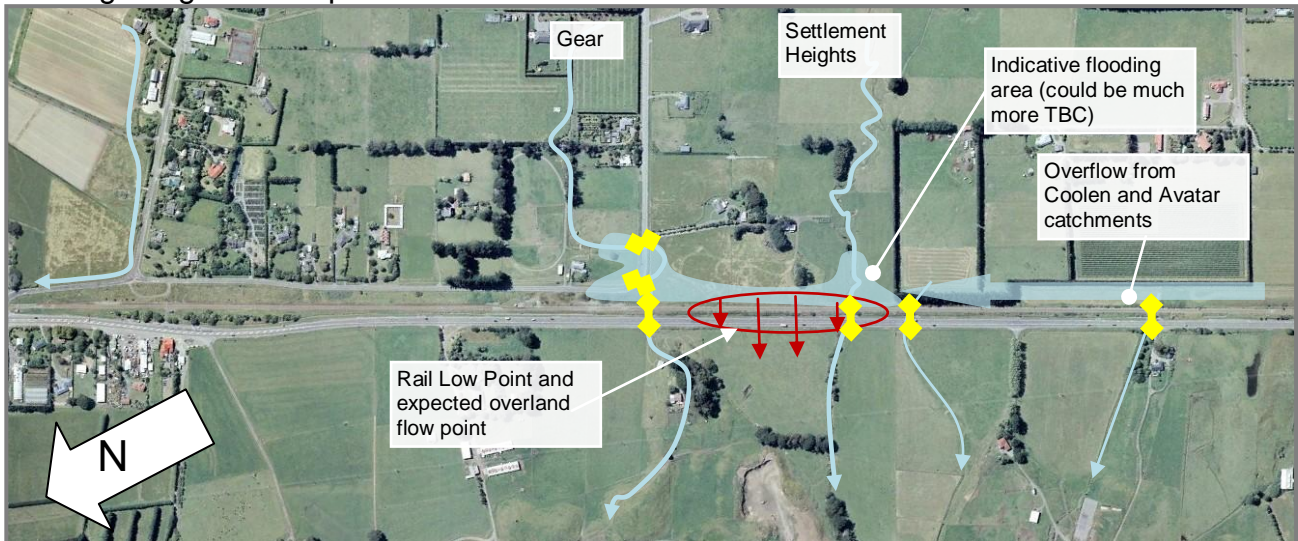 Gear
Settlement
Heights
Indicative flooding
area (could be much
more TBC)
Overflow from
Coolen and Avatar
catchments
Rail Low Point and
expected overland
flow point
N